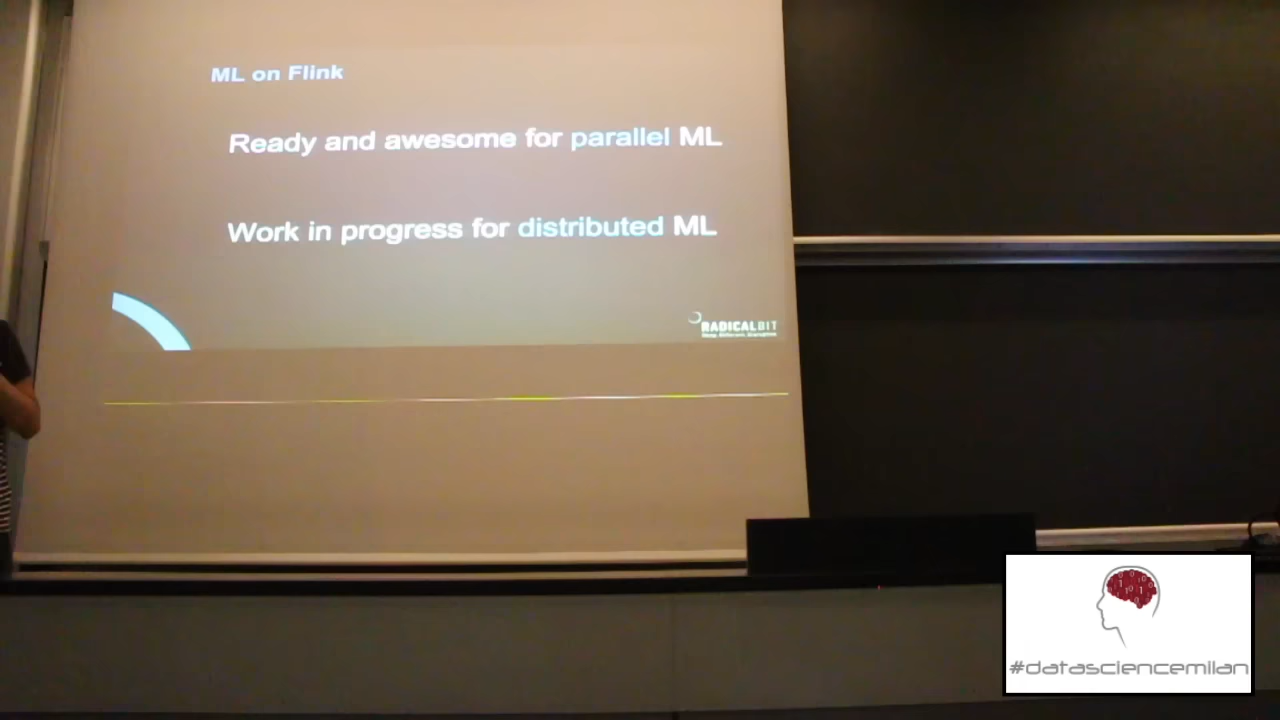 ML on Flink
Ready and awesome for parallel ML
Work in progress for distributed ML
RADICALBIT
#datasciencemilan